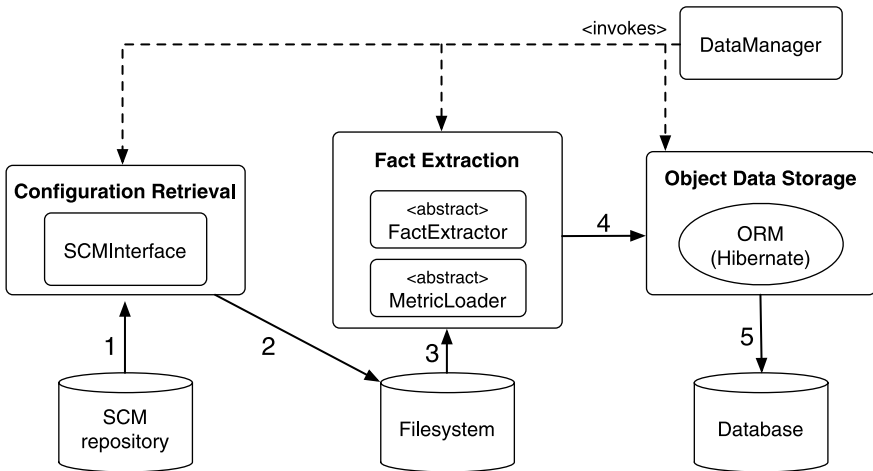 <invokes>
DataManager
Fact Extraction
<abstract>
FactExtractor
<abstract>
MetricLoader
Configuration Retrieval
SCMInterface
Object Data Storage
ORM
(Hibernate)
4
1
2
3
5
SCM
repository
Filesystem
Database